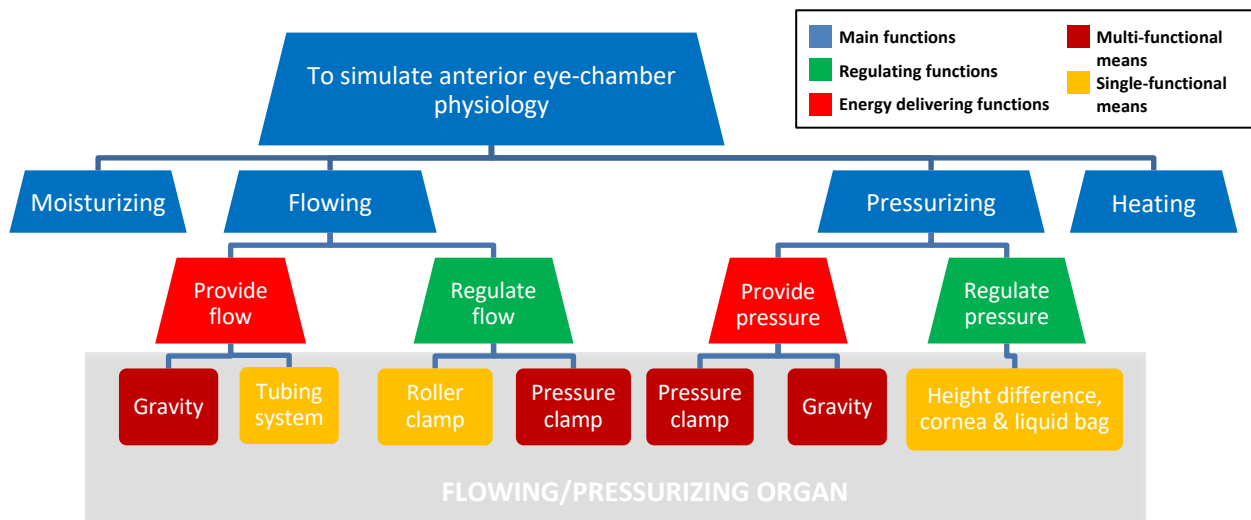 Main functions
Regulating functions
Energy delivering functions
Multi-functional
means
Single-functional
means
To simulate anterior eye-chamber
physiology
Moisturizing
Flowing
Pressurizing
Heating
Provide
flow
Regulate
flow
Provide
pressure
Regulate
pressure
Gravity
Tubing
system
Roller
clamp
Pressure
clamp
Pressure
clamp
Gravity
Height difference,
cornea & liquid bag
FLOWING/PRESSURIZING ORGAN